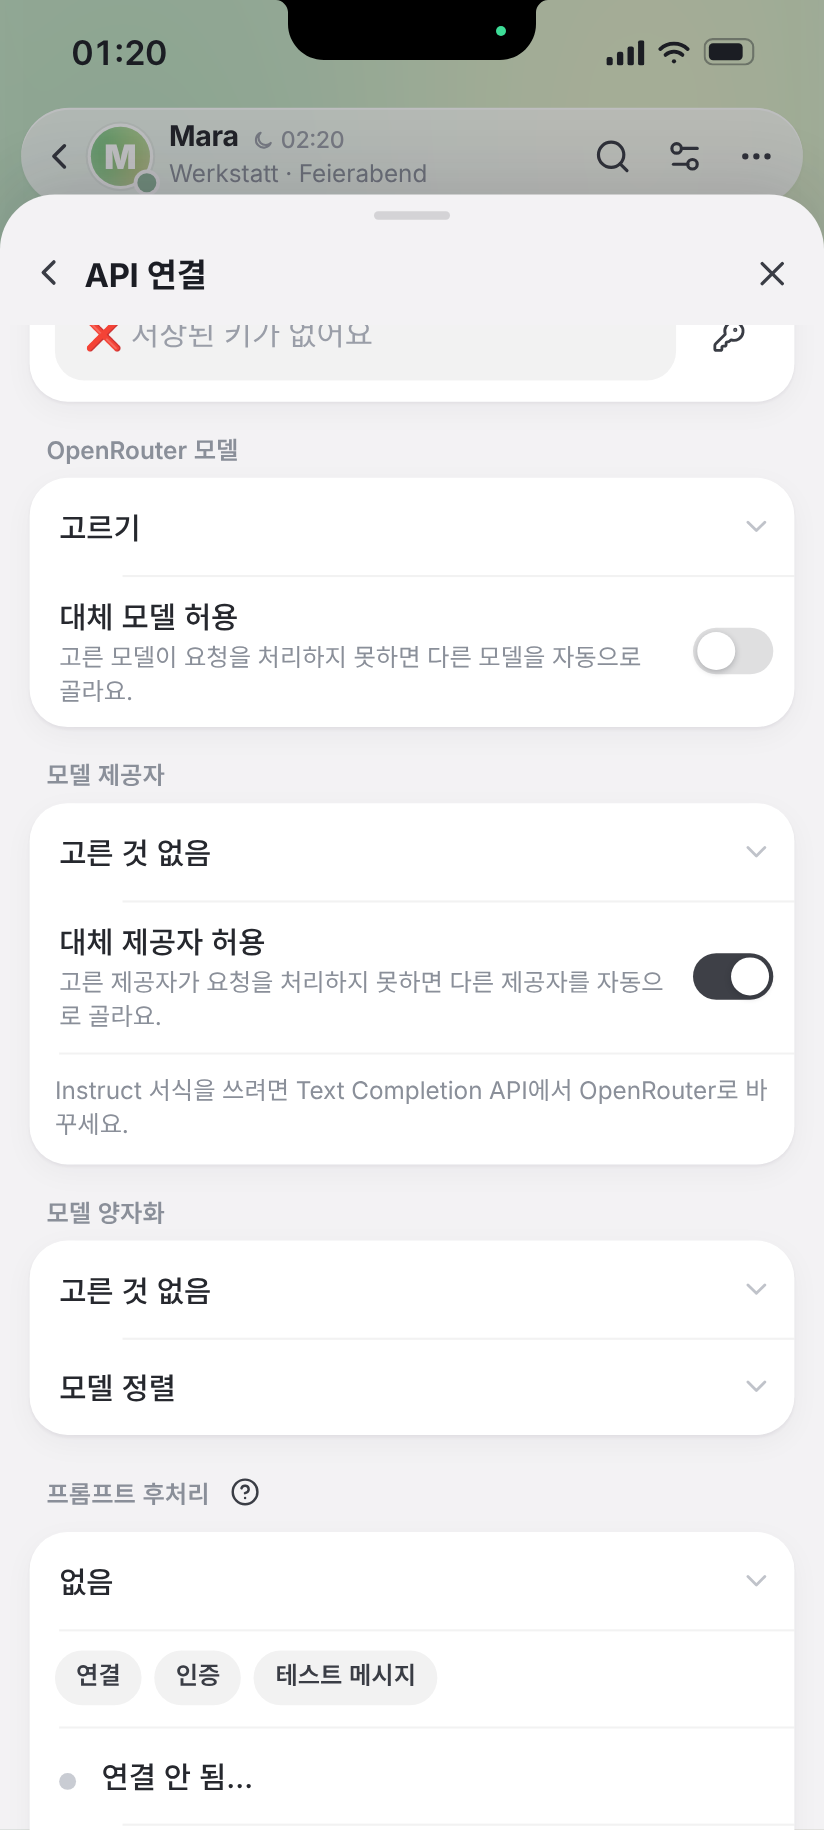 01:20
Mara 02:20
M
Werkstatt · Feierabend
API 연결
❌ 저장된 키가 없어요
OpenRouter 모델
고르기
대체 모델 허용
고른 모델이 요청을 처리하지 못하면 다른 모델을 자동으로
골라요.
모델 제공자
고른 것 없음
대체 제공자 허용
고른 제공자가 요청을 처리하지 못하면 다른 제공자를 자동으
로 골라요.
Instruct 서식을 쓰려면 Text Completion API에서 OpenRouter로 바
꾸세요.
모델 양자화
고른 것 없음
모델 정렬
프롬프트 후처리
없음
연결 인증 테스트 메시지
연결 안 됨...